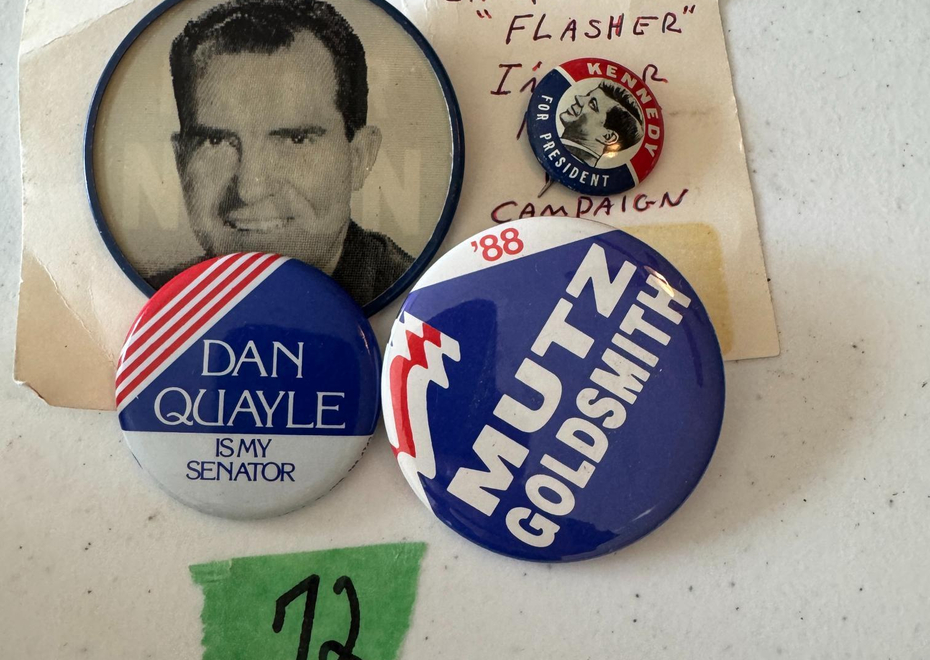 "FLASHER"
KENNEDY
FOR PRESIDENT
CAMPAIGN
'88
MUTZ
GOLDSMITH
DAN
QUAYLE
IS MY
SENATOR
72